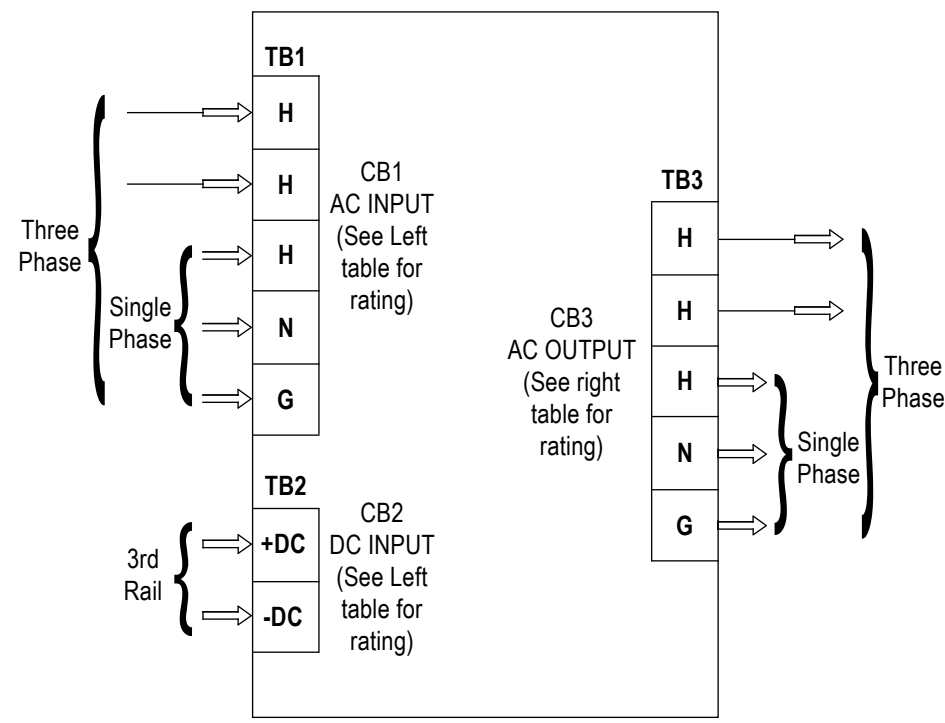 TB1
H
H
H
N
G
CB1
AC INPUT
(See Left
table for
rating)
Three
Phase
Single
Phase
TB2
+DC
-DC
CB2
DC INPUT
(See Left
table for
rating)
3rd
Rail
TB3
H
H
H
N
G
CB3
AC OUTPUT
(See right
table for
rating)
Single
Phase
Three
Phase